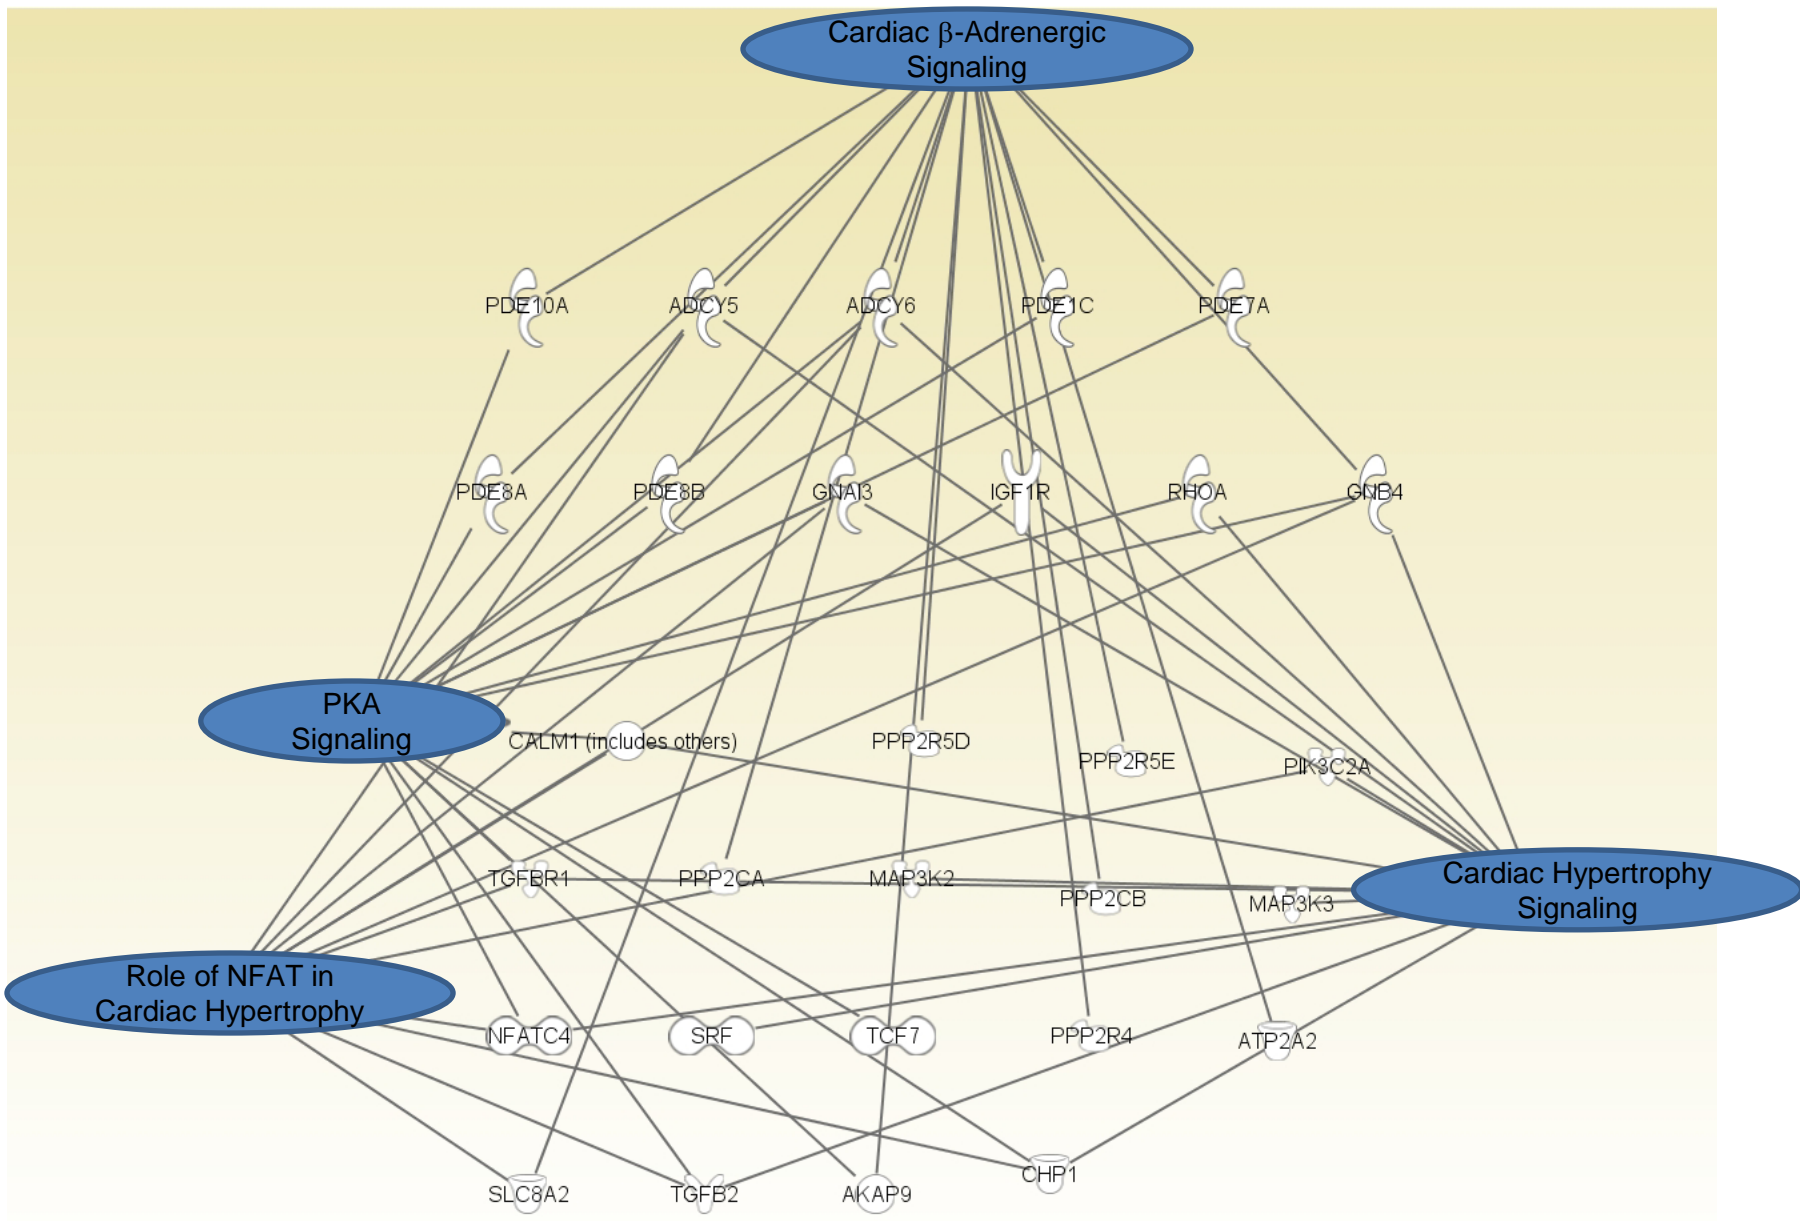 Cardiac β-Adrenergic
Signaling
PDE10A
ADCY5
ADCY6
PDE1C
PDE7A
PDE8A
PDE8B
GNAI3
IGF1R
RHOA
GNB4
PKA
Signaling
CALM1 (includes others)
PPP2R5D
PPP2R5E
PIK3C2A
TGFBR1
PPP2CA
MAP3K2
PPP2CB
MAP3K3
Cardiac Hypertrophy
Signaling
Role of NFAT in
Cardiac Hypertrophy
NFATC4
SRF
TCF7
PPP2R4
ATP2A2
SLC8A2
TGFB2
AKAP9
CHP1